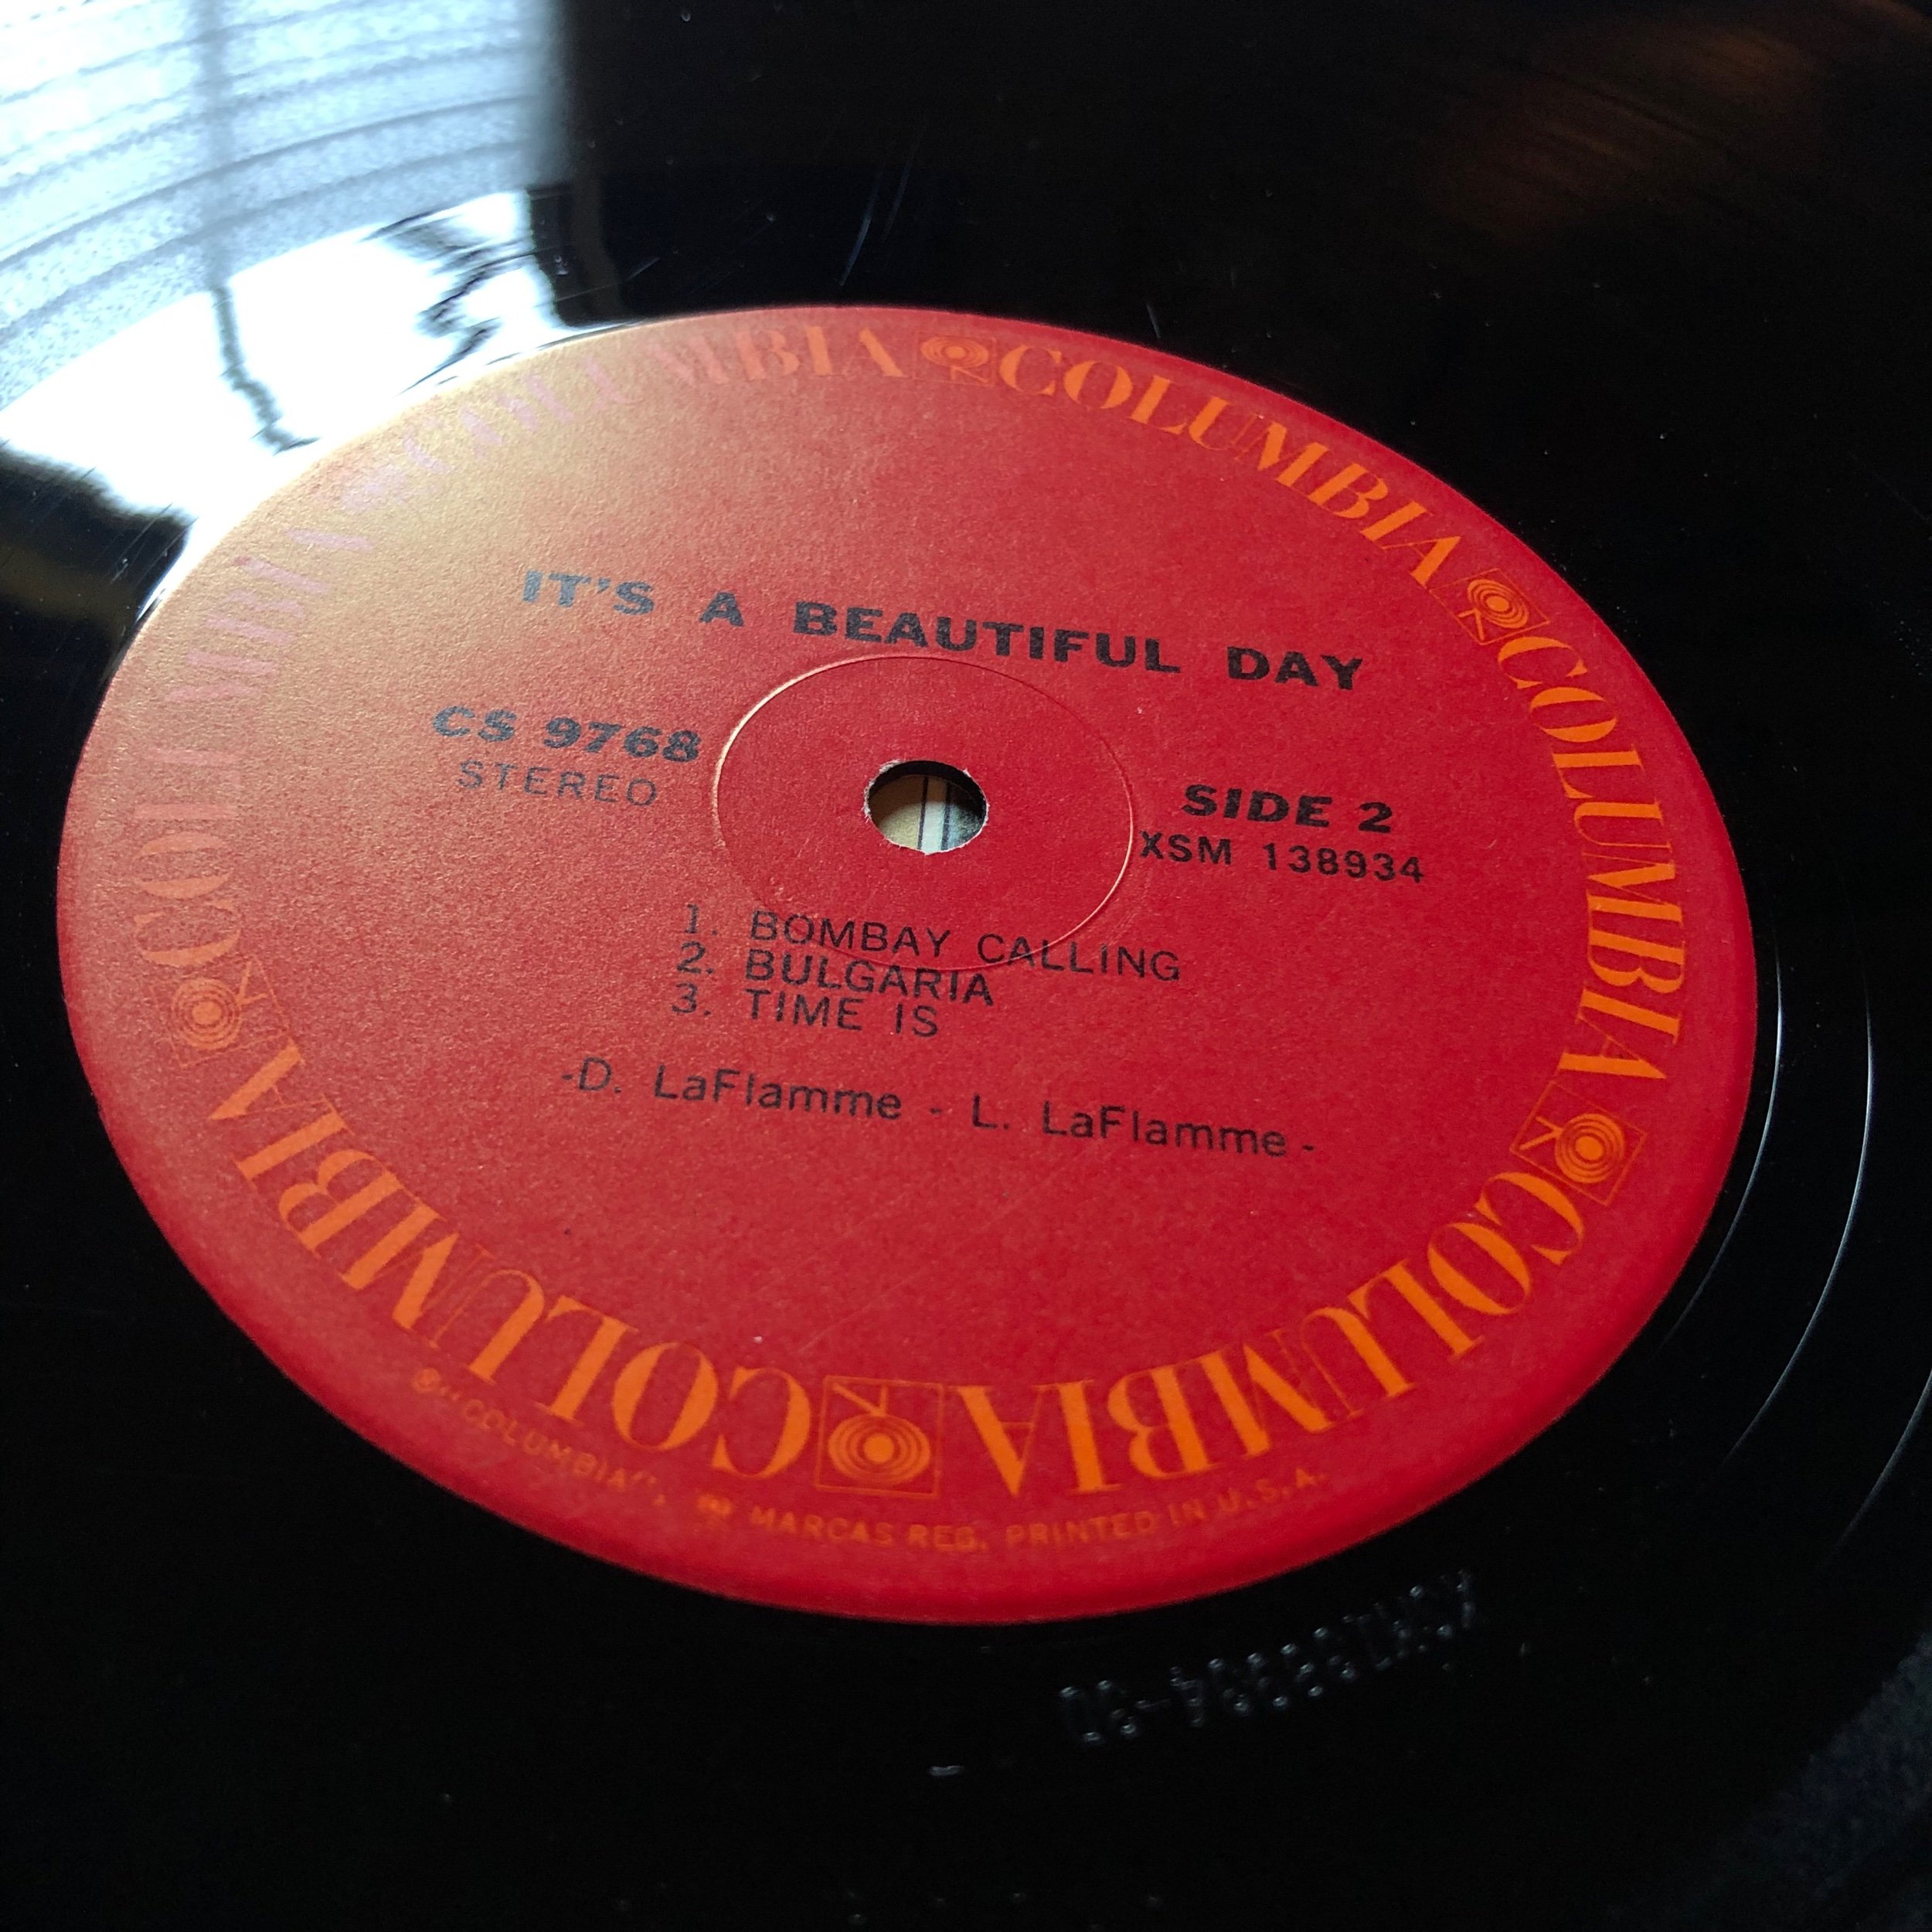 COLUMBIA COLUMBIA COLUMBIA COLUMBIA COLUMBIA COLUMBIA
IT'S A BEAUTIFUL DAY
CS 9768
STEREO
SIDE 2
XSM 138934
1. BOMBAY CALLING
2. BULGARIA
3. TIME IS
-D. LaFlamme - L. LaFlamme-
® "COLUMBIA", MARCAS REG. PRINTED IN U.S.A.